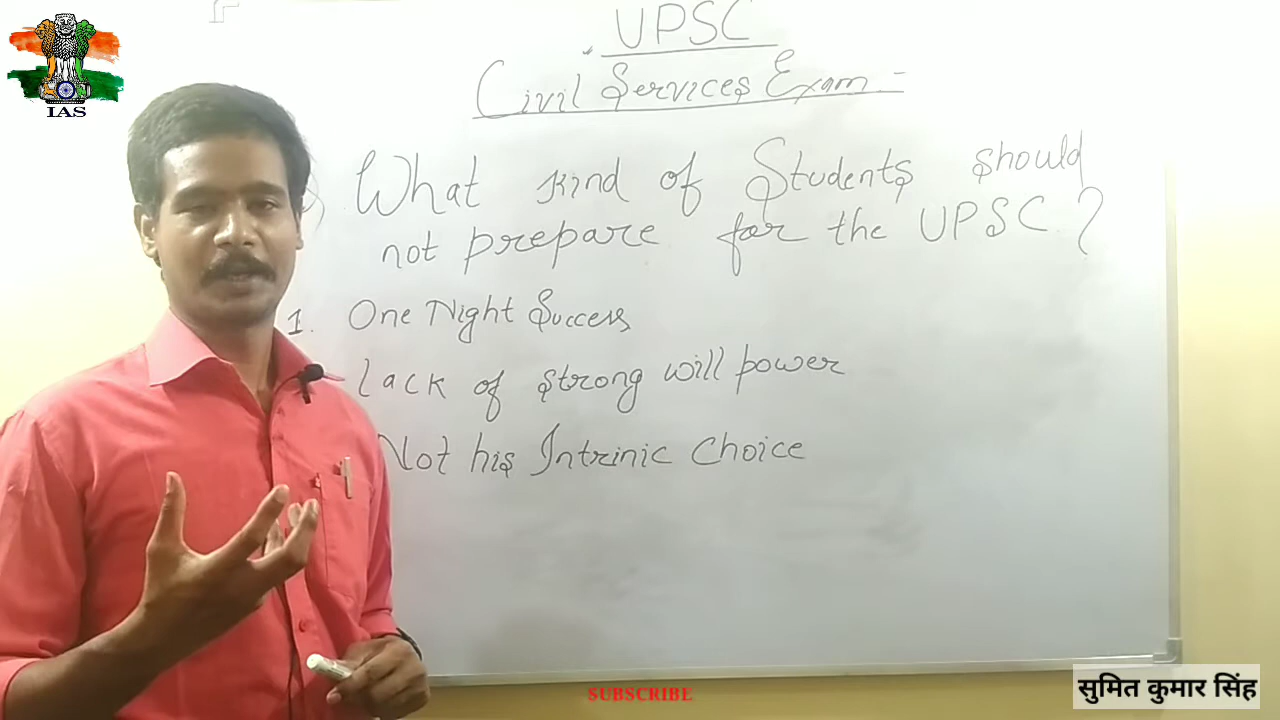 IAS
UPSC
Civil Services Exam -
What kind of Students should
not prepare for the UPSC?
1. One Night Success
Lack of strong will power
Not his Intrinic Choice
SUBSCRIBE
सुमित कुमार सिंह